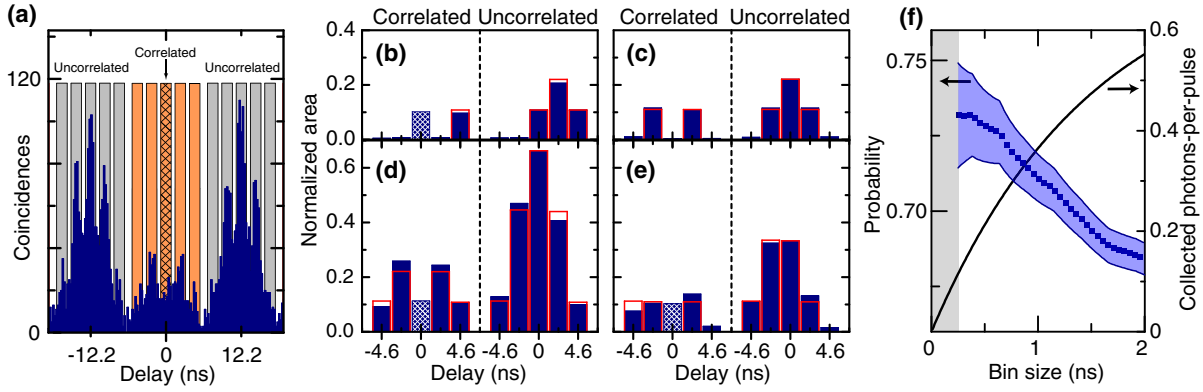 (a)
Correlated
Uncorrelated
Uncorrelated
120
0
Coincidences
-12.2
0
12.2
Delay (ns)
Correlated
Uncorrelated
Correlated
Uncorrelated
(b)
(c)
(d)
(e)
Normalized area
0.4
0.2
0.0
0.6
0.4
0.2
0.0
-4.6
0
4.6
-4.6
0
4.6
Delay (ns)
-4.6
0
4.6
-4.6
0
4.6
Delay (ns)
(f)
0.75
0.70
Probability
0.6
0.4
0.2
0
Collected photons-per-pulse
0
1
2
Bin size (ns)